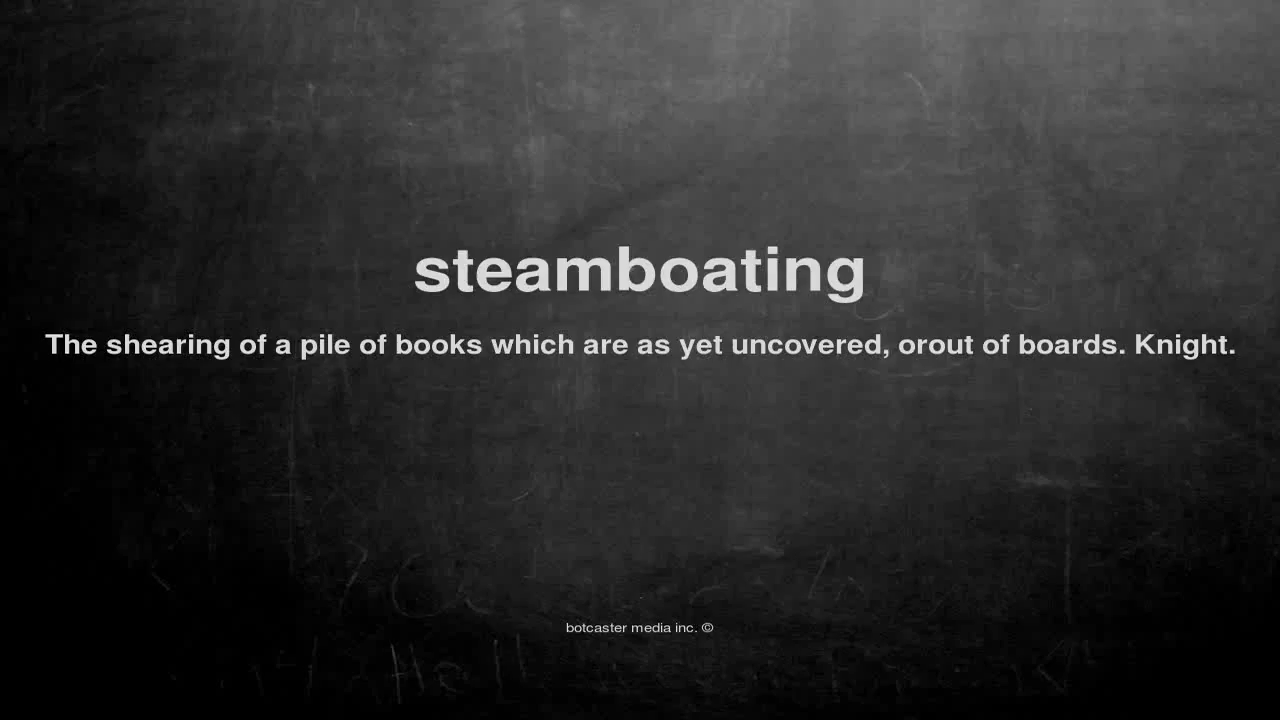 steamboating
The shearing of a pile of books which are as yet uncovered, orout of boards. Knight.
botcaster media inc. ©